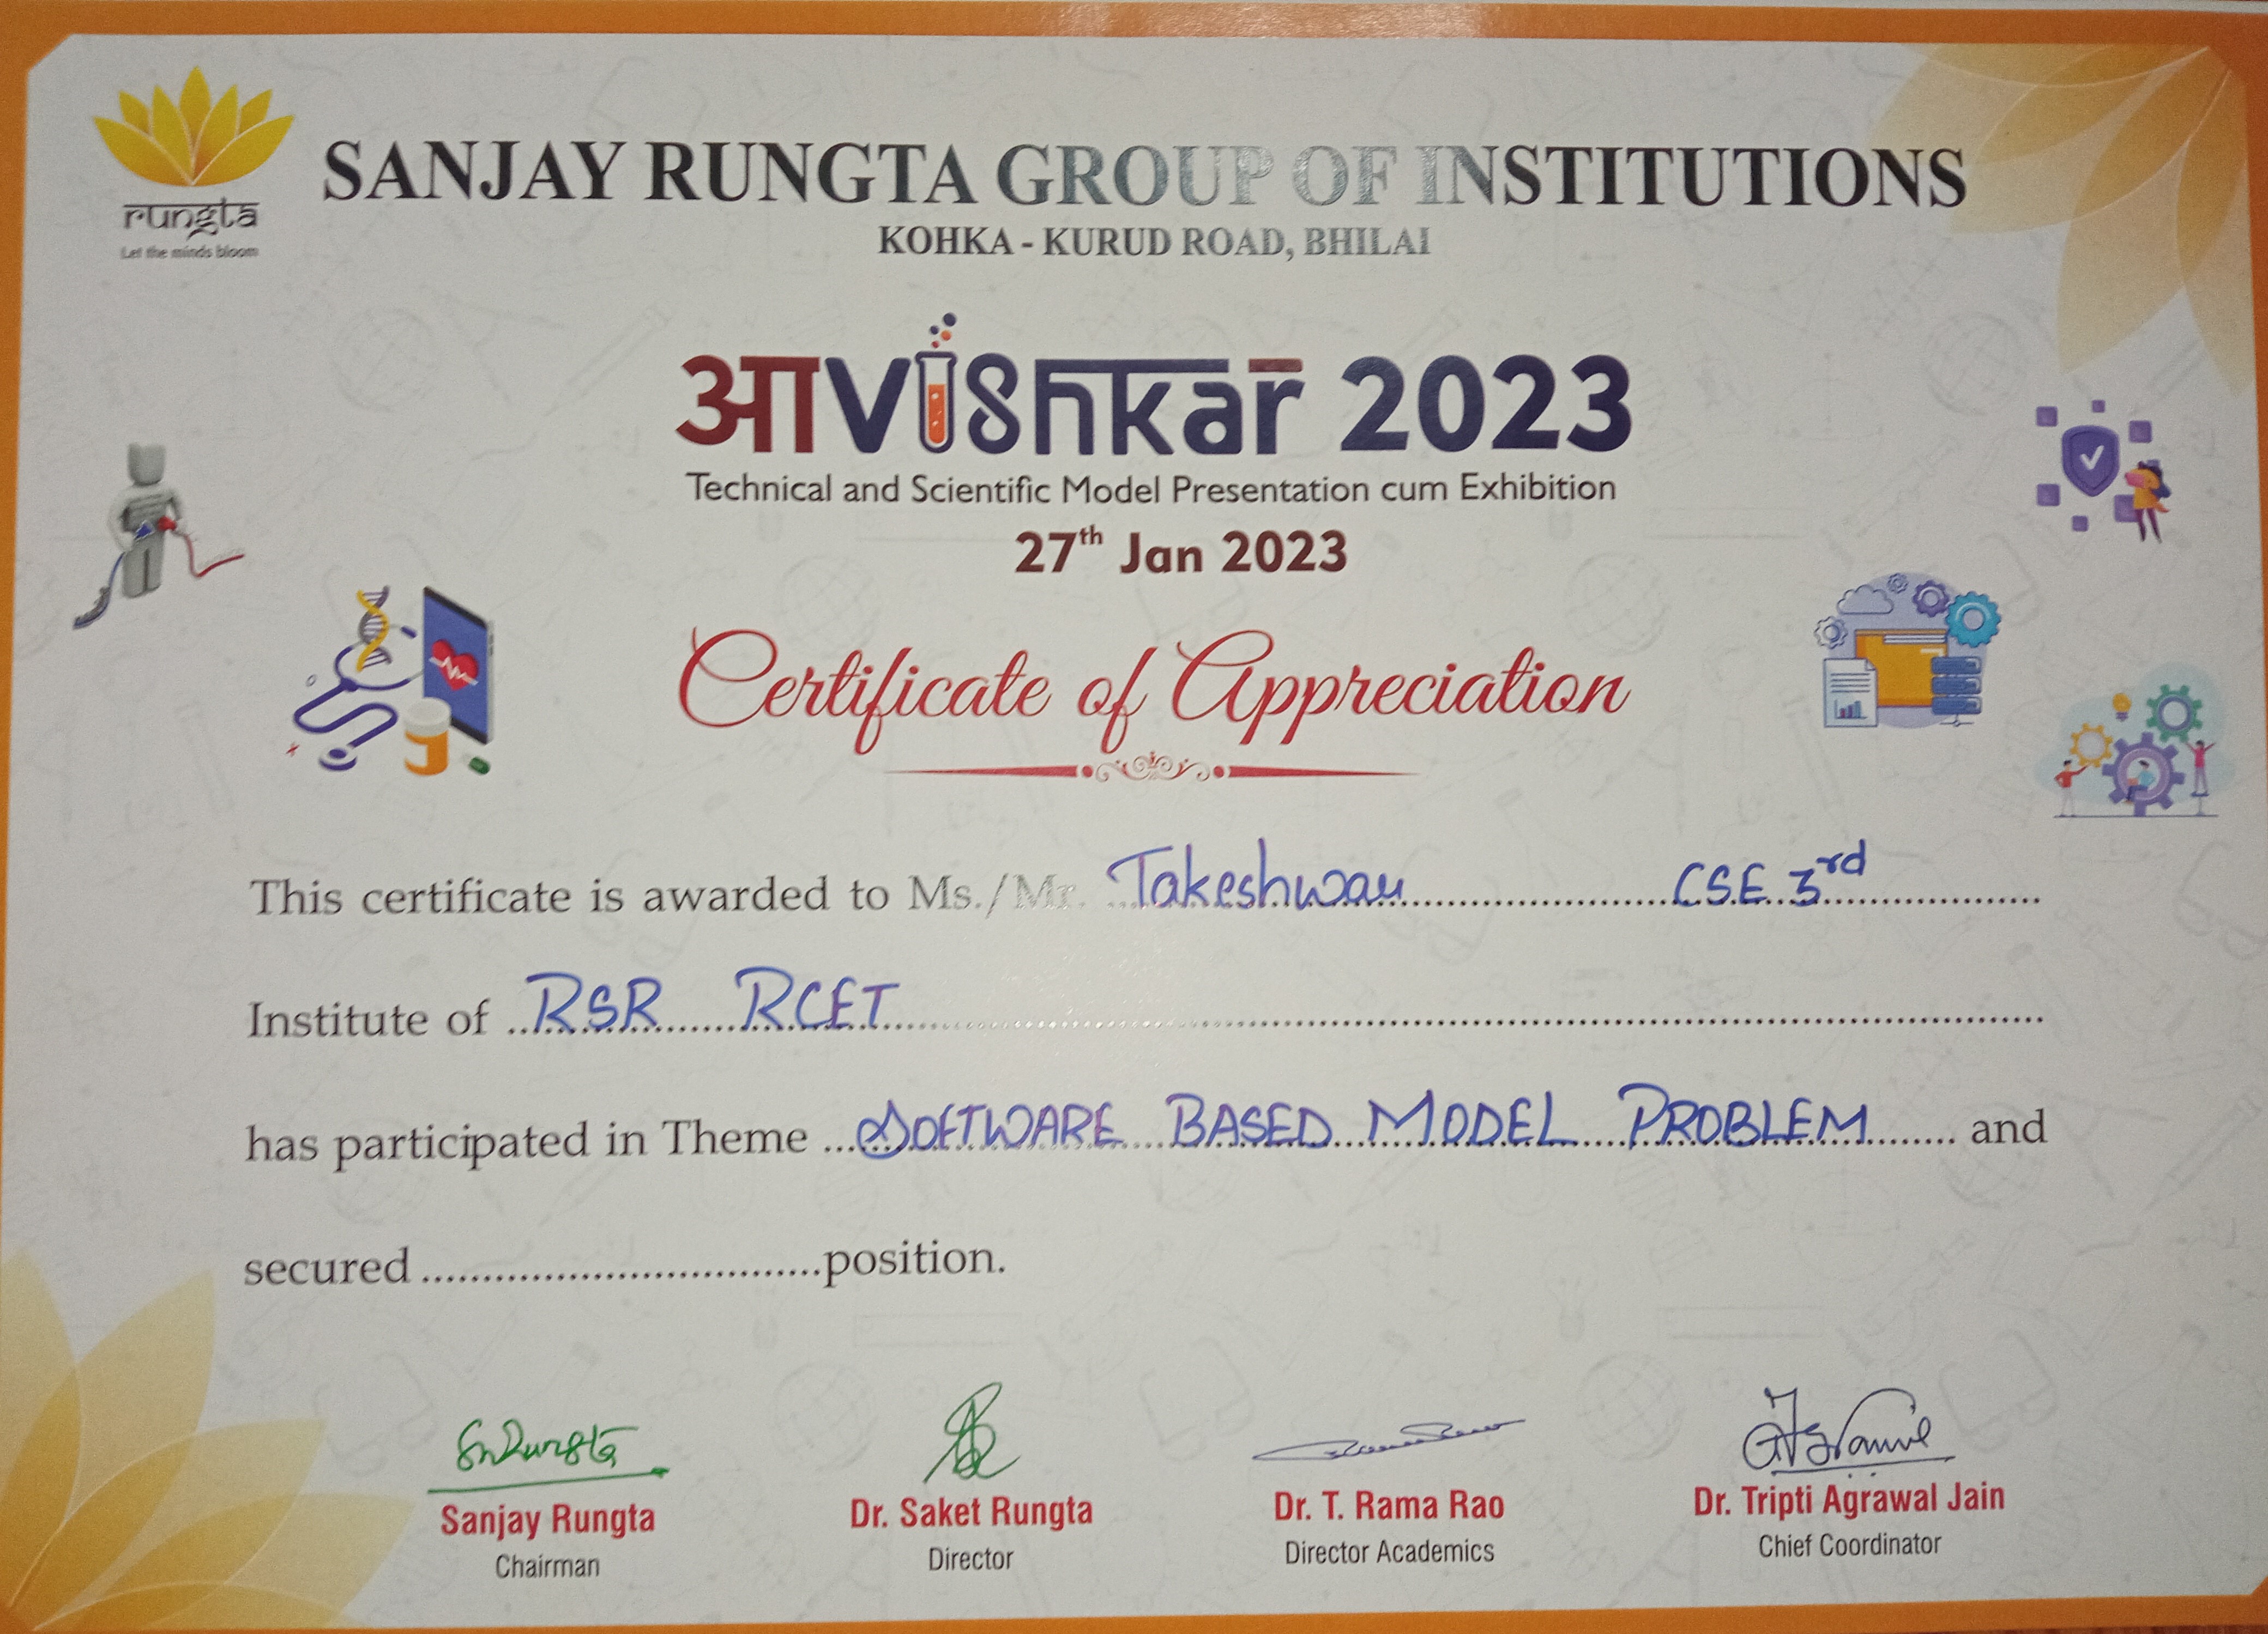 rungta
Let the minds bloom
SANJAY RUNGTA GROUP OF INSTITUTIONS
KOHKA - KURUD ROAD, BHILAI
आvishkar 2023
Technical and Scientific Model Presentation cum Exhibition
27th Jan 2023
Certificate of Appreciation
This certificate is awarded to Ms./Mr. Takeshwar CSE 3rd
Institute of RSR RCET
has participated in Theme SOFTWARE BASED MODEL PROBLEM and
secured ................................. position.
Sanjay Rungta Dr. Saket Rungta Dr. T. Rama Rao Dr. Tripti Agrawal Jain
Chairman Director Director Academics Chief Coordinator